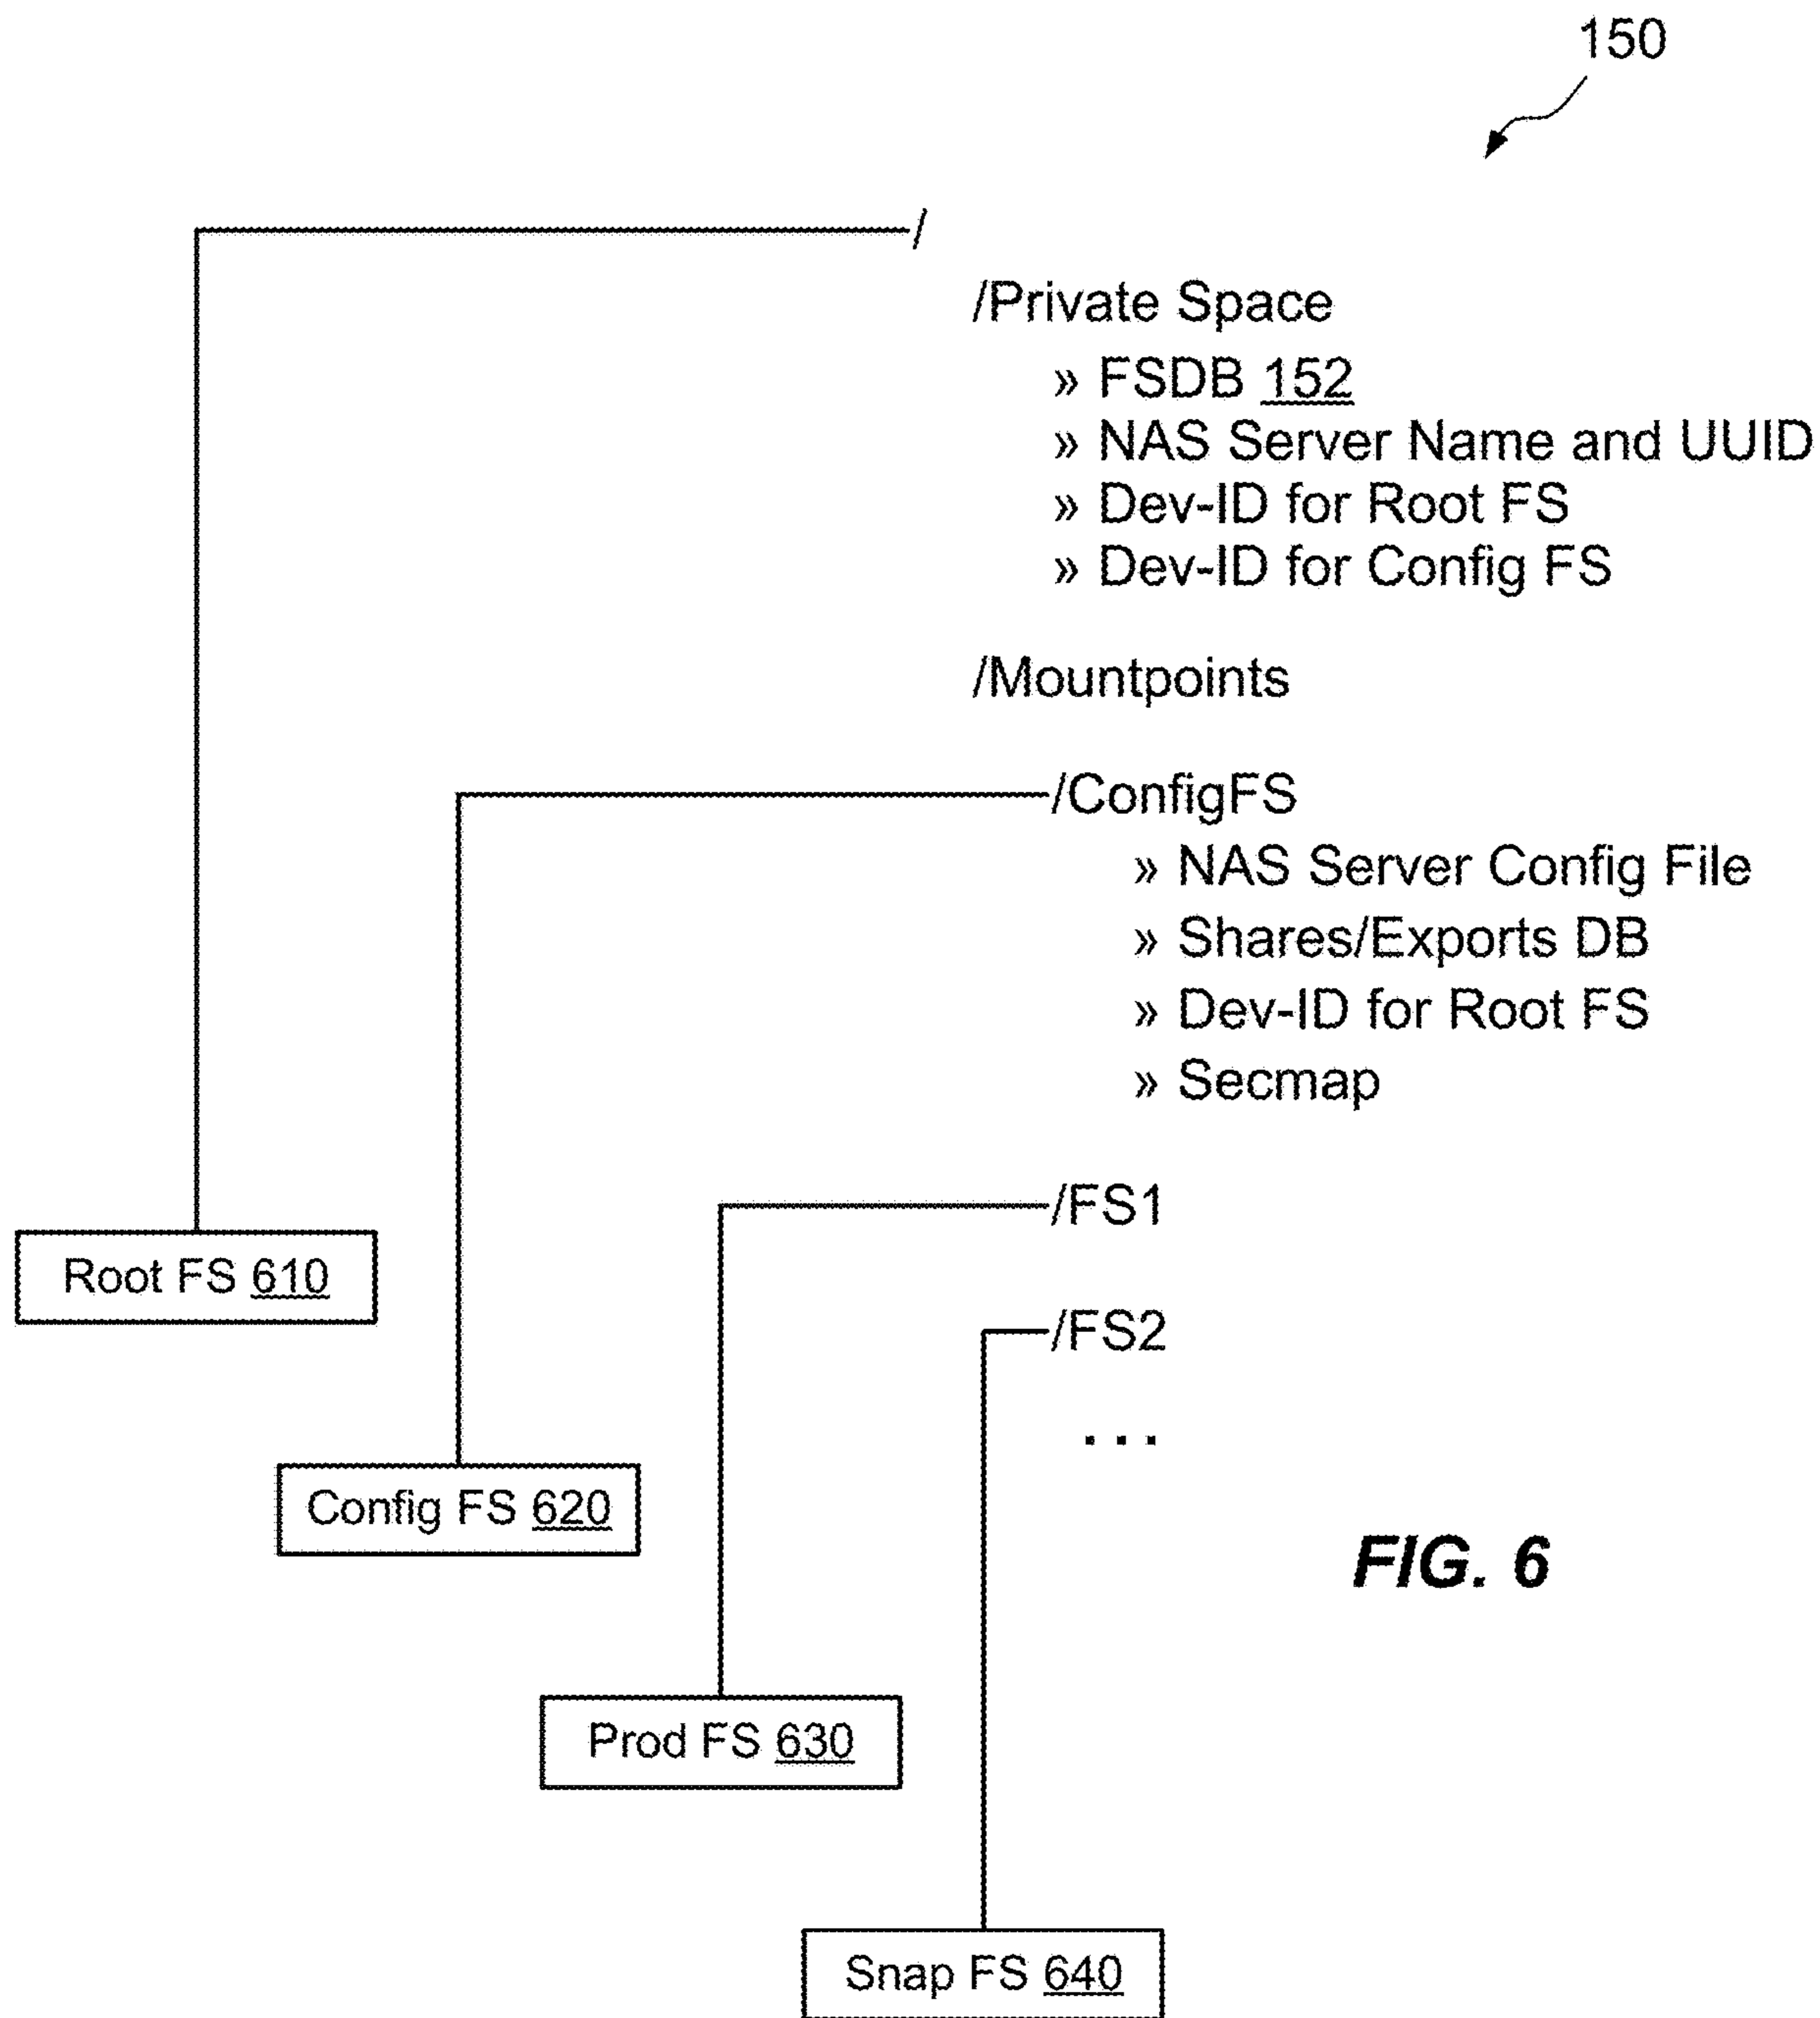 150
/
/Private Space
» FSDB 152
» NAS Server Name and UUID
» Dev-ID for Root FS
» Dev-ID for Config FS
/Mountpoints
/ConfigFS
» NAS Server Config File
» Shares/Exports DB
» Dev-ID for Root FS
» Secmap
/FS1
Root FS 610
/FS2
...
Config FS 620
FIG. 6
Prod FS 630
Snap FS 640